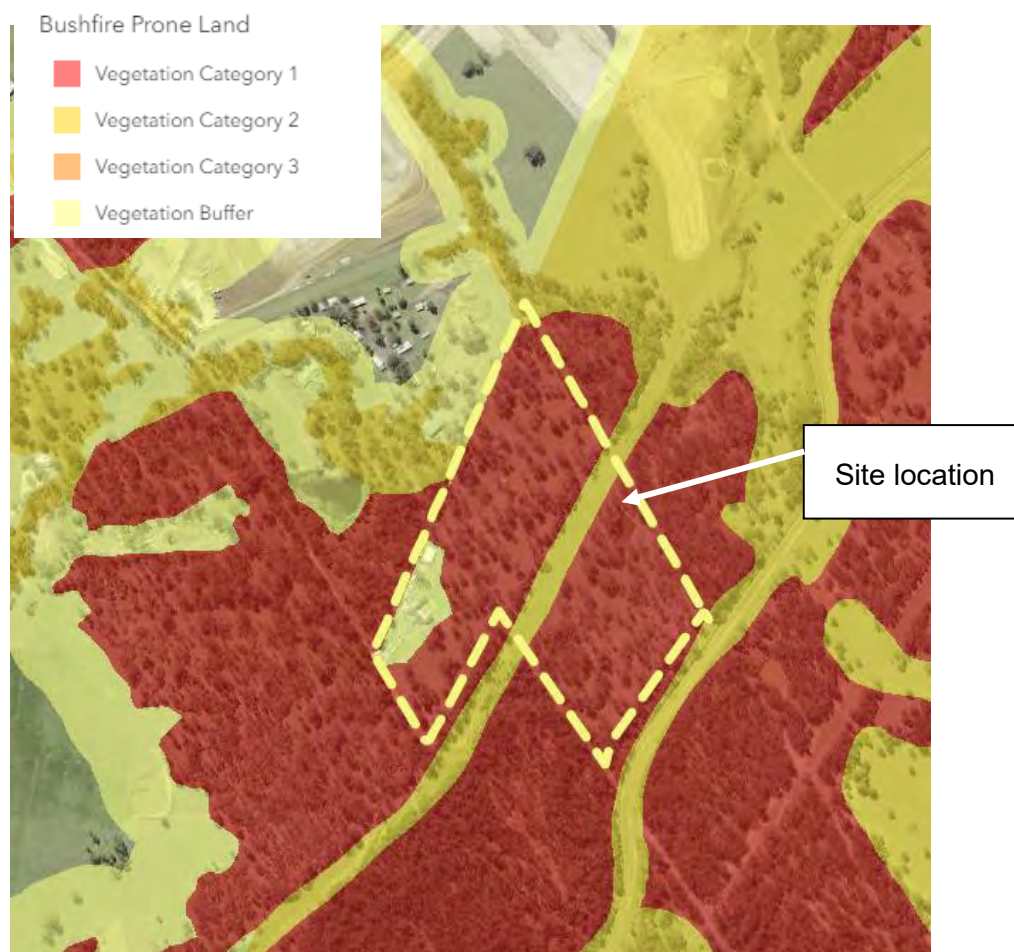 Bushfire Prone Land
Vegetation Category 1
Vegetation Category 2
Vegetation Category 3
Vegetation Buffer
Site location